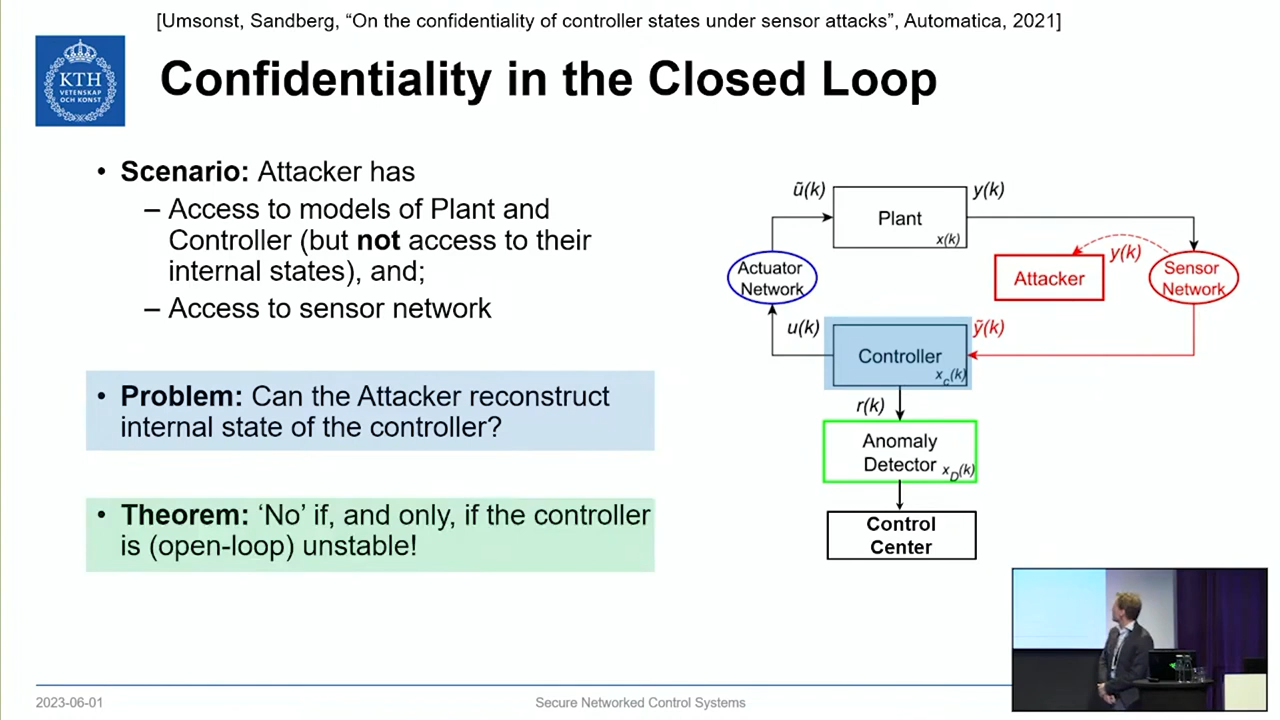 [Umsonst, Sandberg, “On the confidentiality of controller states under sensor attacks”, Automatica, 2021]
KTH
VETENSKAP
OCH KONST
Confidentiality in the Closed Loop
• Scenario: Attacker has
– Access to models of Plant and
Controller (but not access to their
internal states), and;
– Access to sensor network
• Problem: Can the Attacker reconstruct
internal state of the controller?
• Theorem: ‘No’ if, and only, if the controller
is (open-loop) unstable!
ũ(k)
y(k)
Plant
x(k)
Actuator
Network
Attacker
y(k)
Sensor
Network
u(k)
ỹ(k)
Controller
x_c(k)
r(k)
Anomaly
Detector x_D(k)
Control
Center
2023-06-01
Secure Networked Control Systems